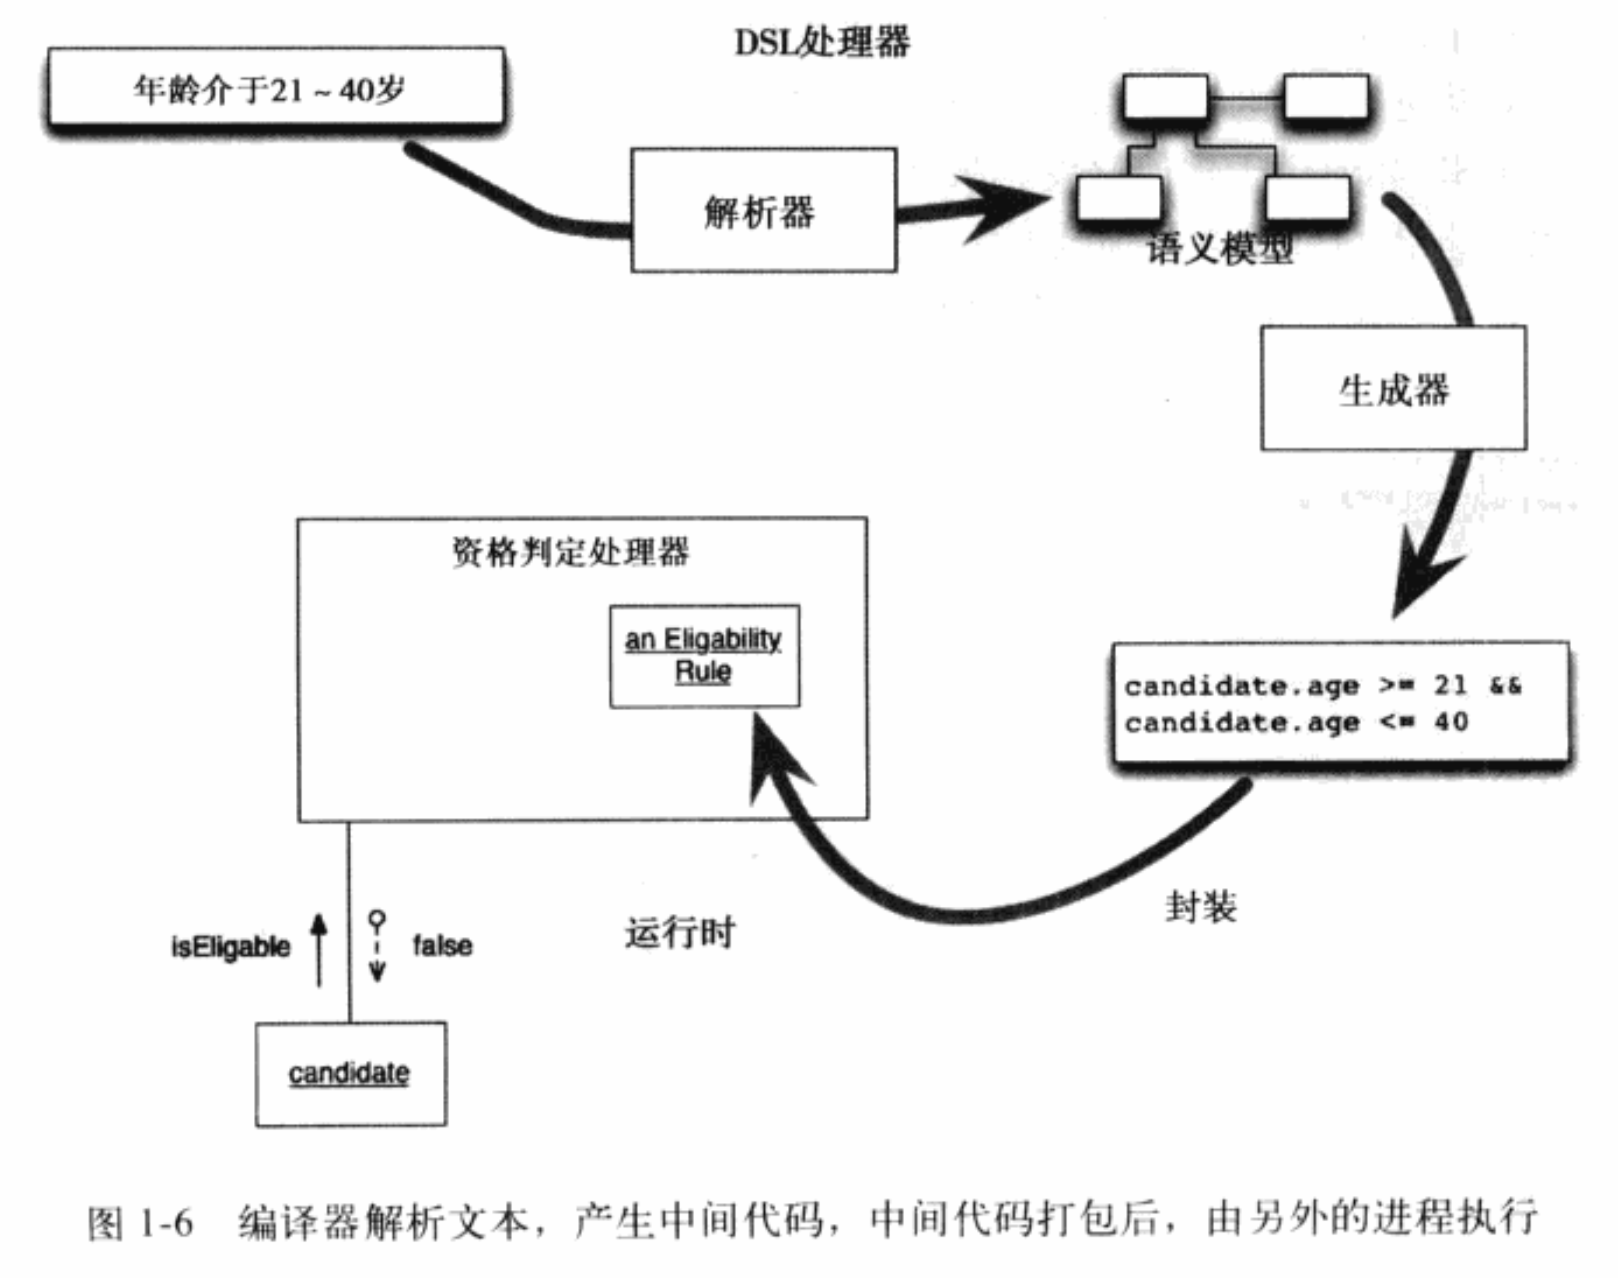 DSL处理器
年龄介于21～40岁
解析器
语义模型
生成器
资格判定处理器
an Eligability
Rule
candidate.age >= 21 &&
candidate.age <= 40
封装
运行时
isEligable
false
candidate
图 1-6 编译器解析文本，产生中间代码，中间代码打包后，由另外的进程执行